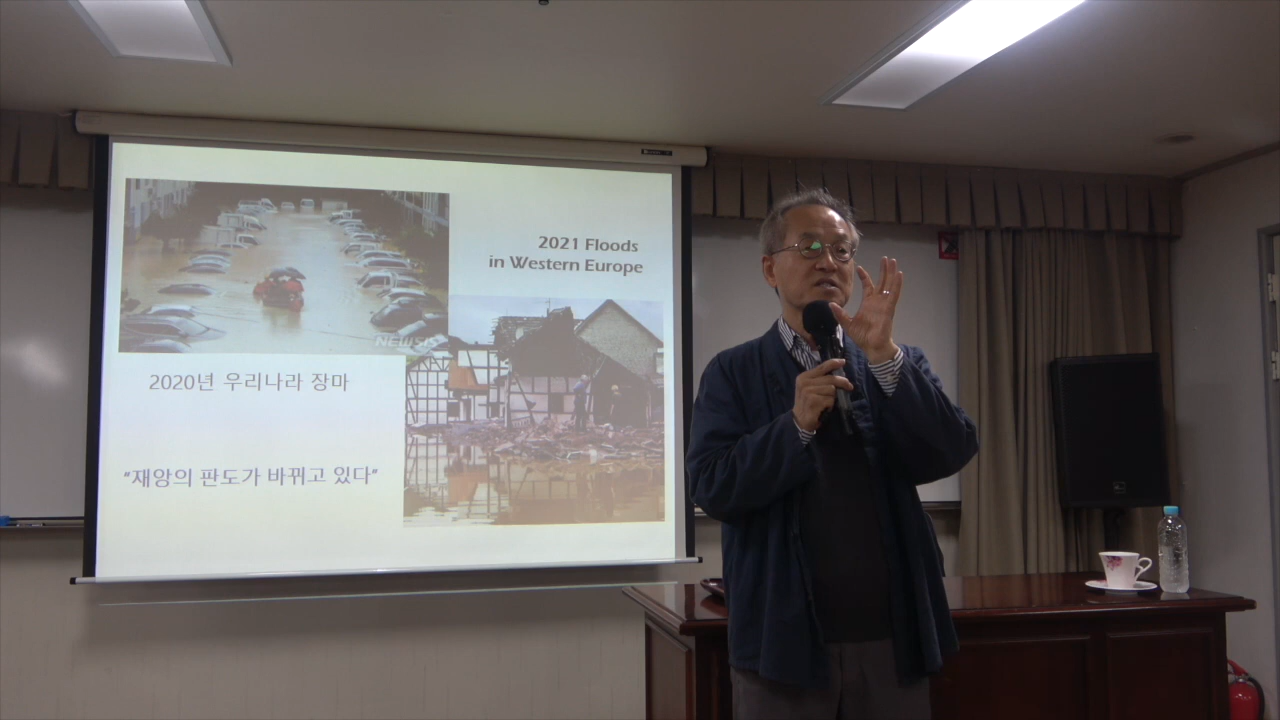 NEWSIS
2021 Floods
in Western Europe
2020년 우리나라 장마
“재앙의 판도가 바뀌고 있다”